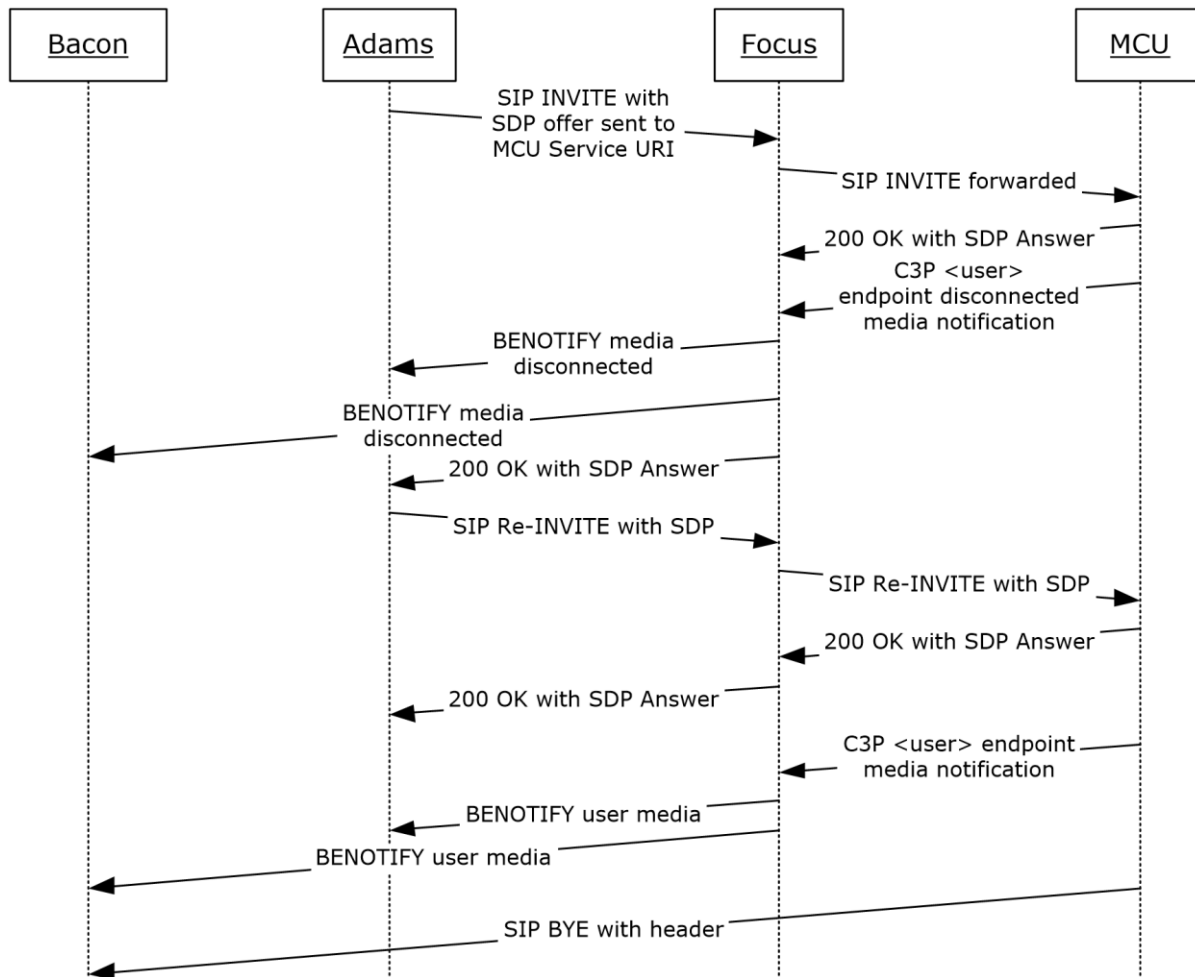 Bacon
Adams
Focus
MCU
SIP INVITE with
SDP offer sent to
MCU Service URI
SIP INVITE forwarded
200 OK with SDP Answer
C3P <user>
endpoint disconnected
media notification
BENOTIFY media
disconnected
BENOTIFY media
disconnected
200 OK with SDP Answer
SIP Re-INVITE with SDP
SIP Re-INVITE with SDP
200 OK with SDP Answer
200 OK with SDP Answer
C3P <user> endpoint
media notification
BENOTIFY user media
BENOTIFY user media
SIP BYE with header